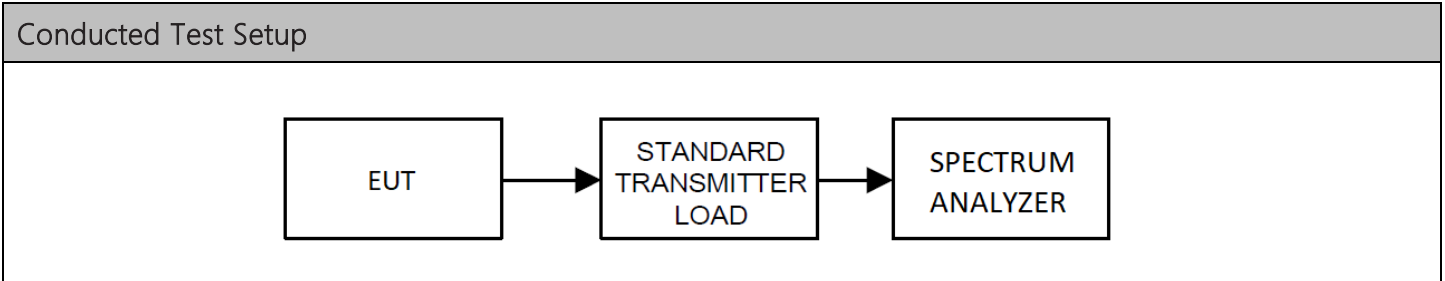 Conducted Test Setup
EUT
STANDARD
TRANSMITTER
LOAD
SPECTRUM
ANALYZER